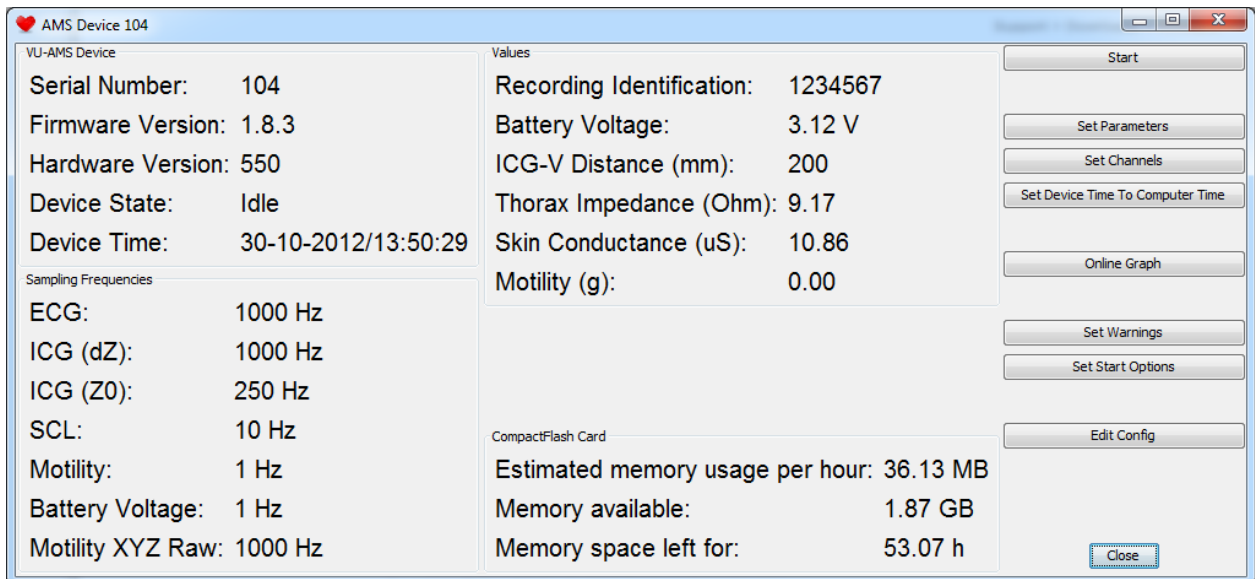 AMS Device 104
VU-AMS Device
Serial Number: 104
Firmware Version: 1.8.3
Hardware Version: 550
Device State: Idle
Device Time: 30-10-2012/13:50:29
Sampling Frequencies
ECG: 1000 Hz
ICG (dZ): 1000 Hz
ICG (Z0): 250 Hz
SCL: 10 Hz
Motility: 1 Hz
Battery Voltage: 1 Hz
Motility XYZ Raw: 1000 Hz
Values
Recording Identification: 1234567
Battery Voltage: 3.12 V
ICG-V Distance (mm): 200
Thorax Impedance (Ohm): 9.17
Skin Conductance (uS): 10.86
Motility (g): 0.00
CompactFlash Card
Estimated memory usage per hour: 36.13 MB
Memory available: 1.87 GB
Memory space left for: 53.07 h
Start
Set Parameters
Set Channels
Set Device Time To Computer Time
Online Graph
Set Warnings
Set Start Options
Edit Config
Close